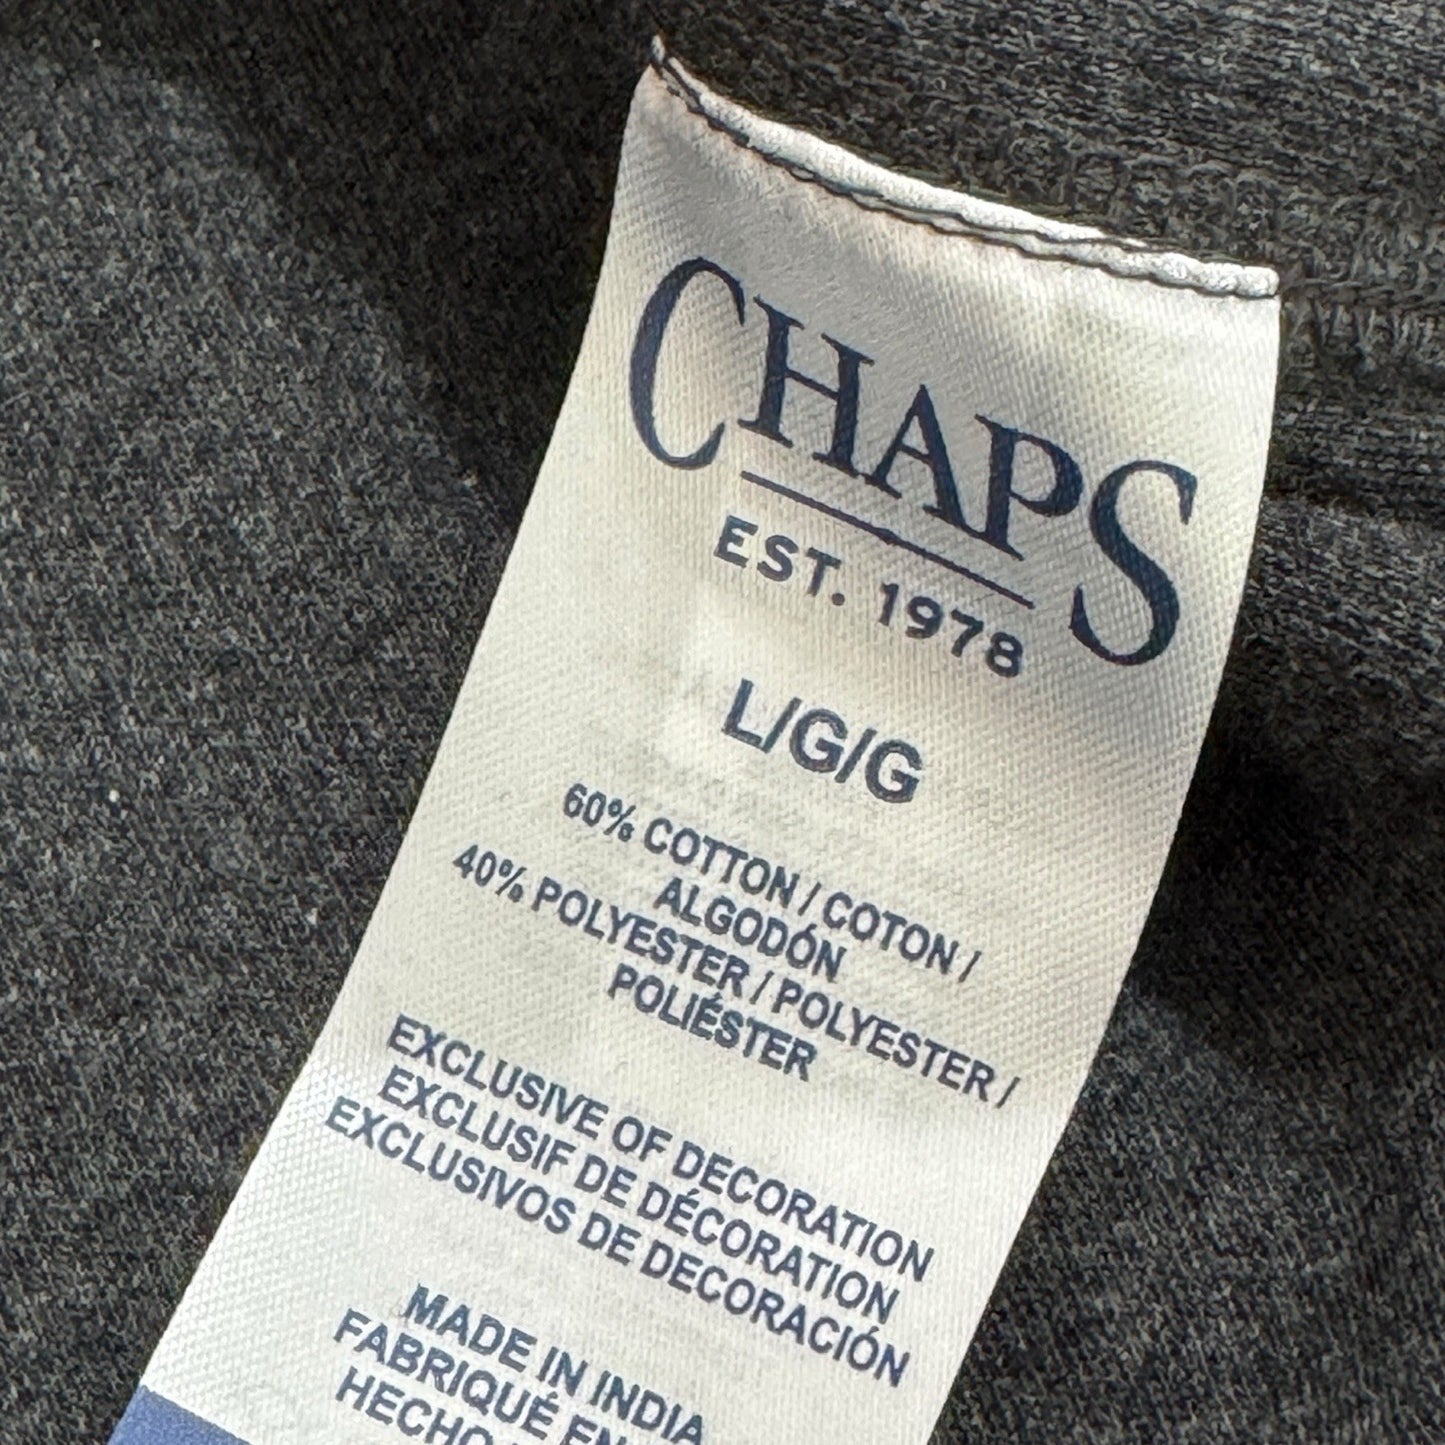 CHAPS
EST. 1978
L/G/G
60% COTTON / COTON /
ALGODÓN
40% POLYESTER / POLYESTER /
POLIÉSTER
EXCLUSIVE OF DECORATION
EXCLUSIF DE DÉCORATION
EXCLUSIVOS DE DECORACIÓN
MADE IN INDIA
FABRIQUÉ EN
HECHO